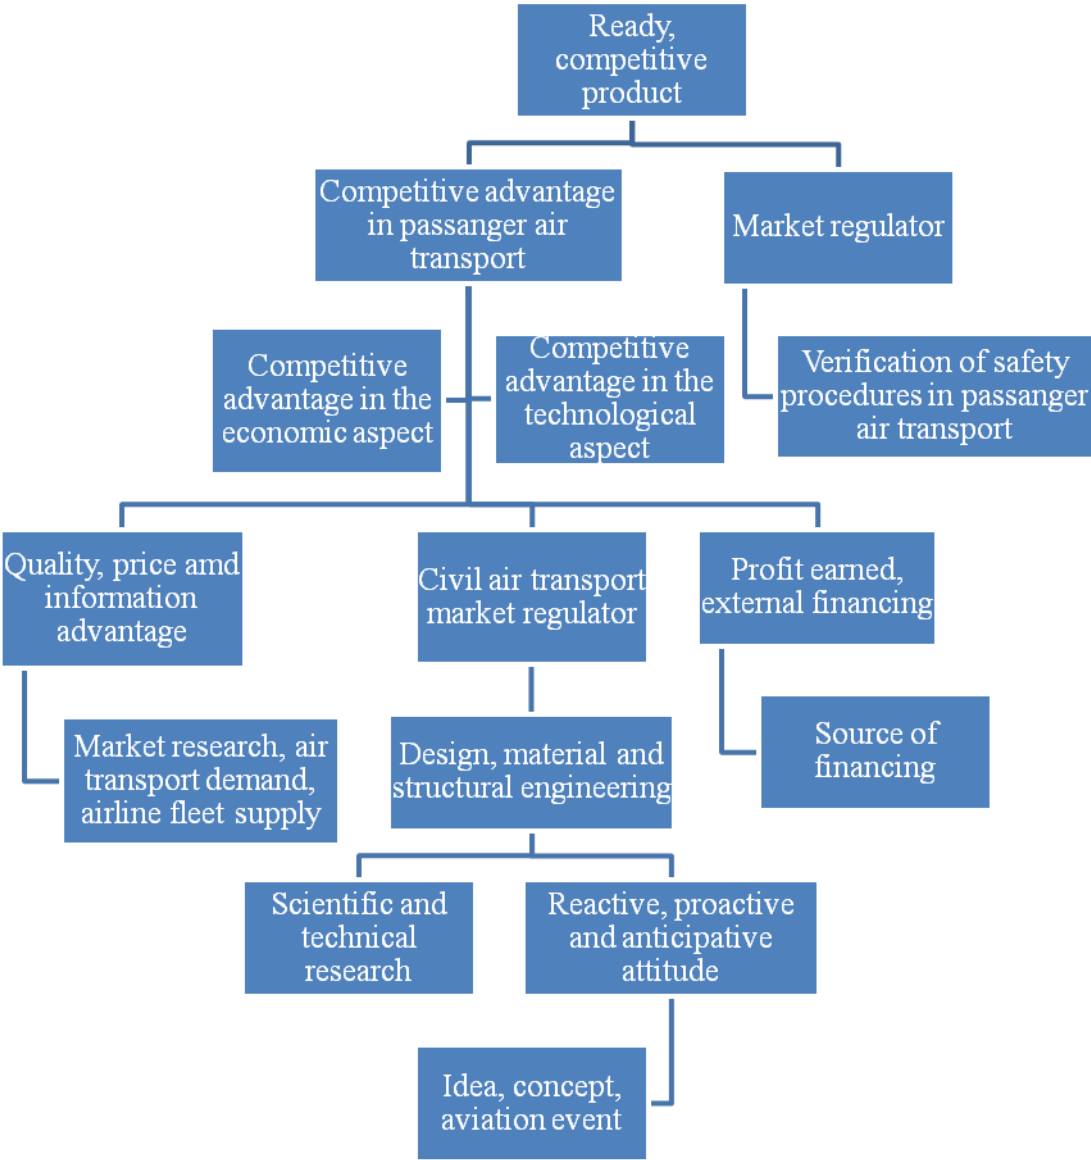 Ready,
competitive
product
Competitive advantage
in passanger air
transport
Market regulator
Competitive
advantage in the
economic aspect
Competitive
advantage in the
technological
aspect
Verification of safety
procedures in passanger
air transport
Quality, price amd
information
advantage
Civil air transport
market regulator
Profit earned,
external financing
Market research, air
transport demand,
airline fleet supply
Design, material and
structural engineering
Source of
financing
Scientific and
technical
research
Reactive, proactive
and anticipative
attitude
Idea, concept,
aviation event